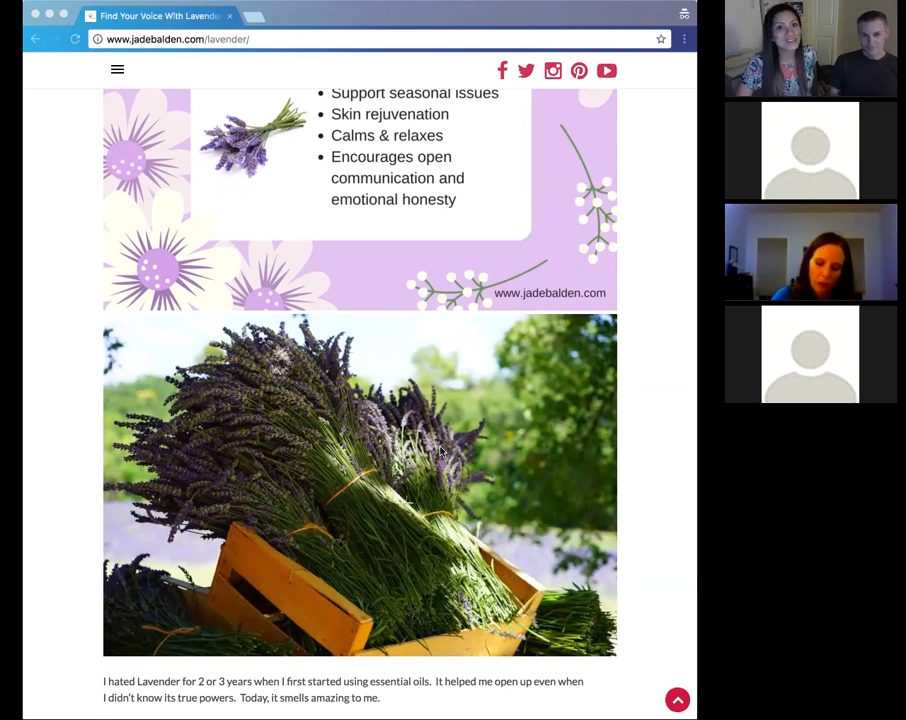 Find Your Voice With Lavender
www.jadebalden.com/lavender/
Support seasonal issues
Skin rejuvenation
Calms & relaxes
Encourages open
communication and
emotional honesty
www.jadebalden.com
I hated Lavender for 2 or 3 years when I first started using essential oils. It helped me open up even when
I didn't know its true powers. Today, it smells amazing to me.